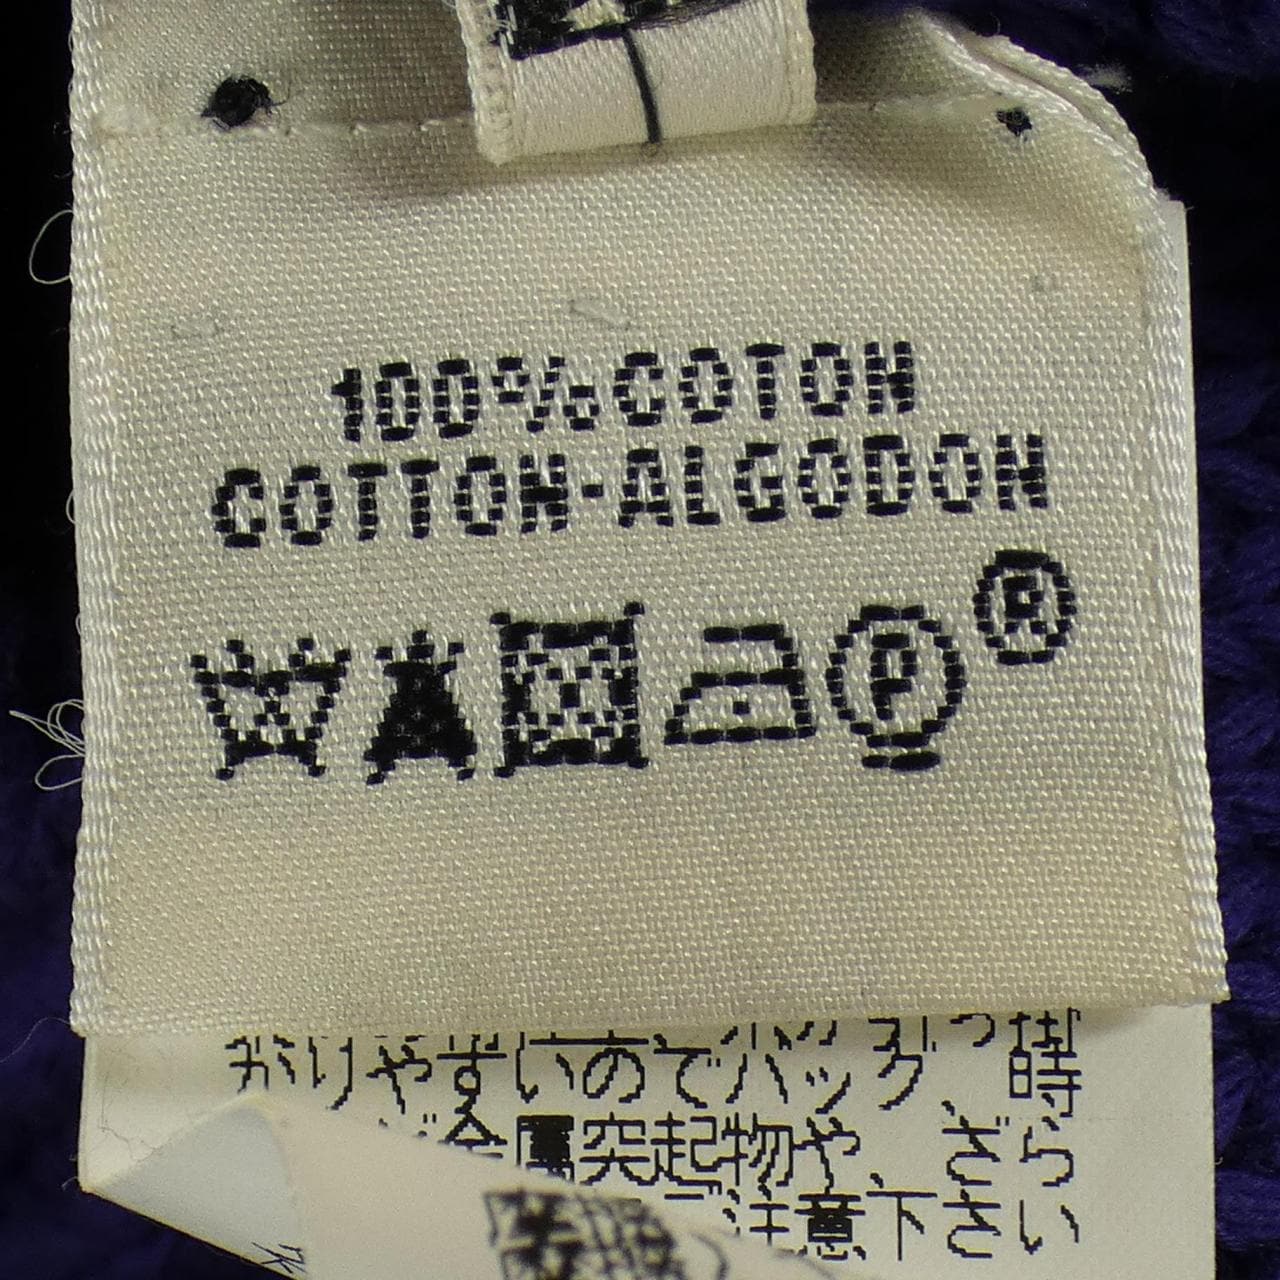 100% COTON
COTTON-ALGODON
P ®
がりやすいのでバッグ 時
金属突起物や、ざら
注意下さい